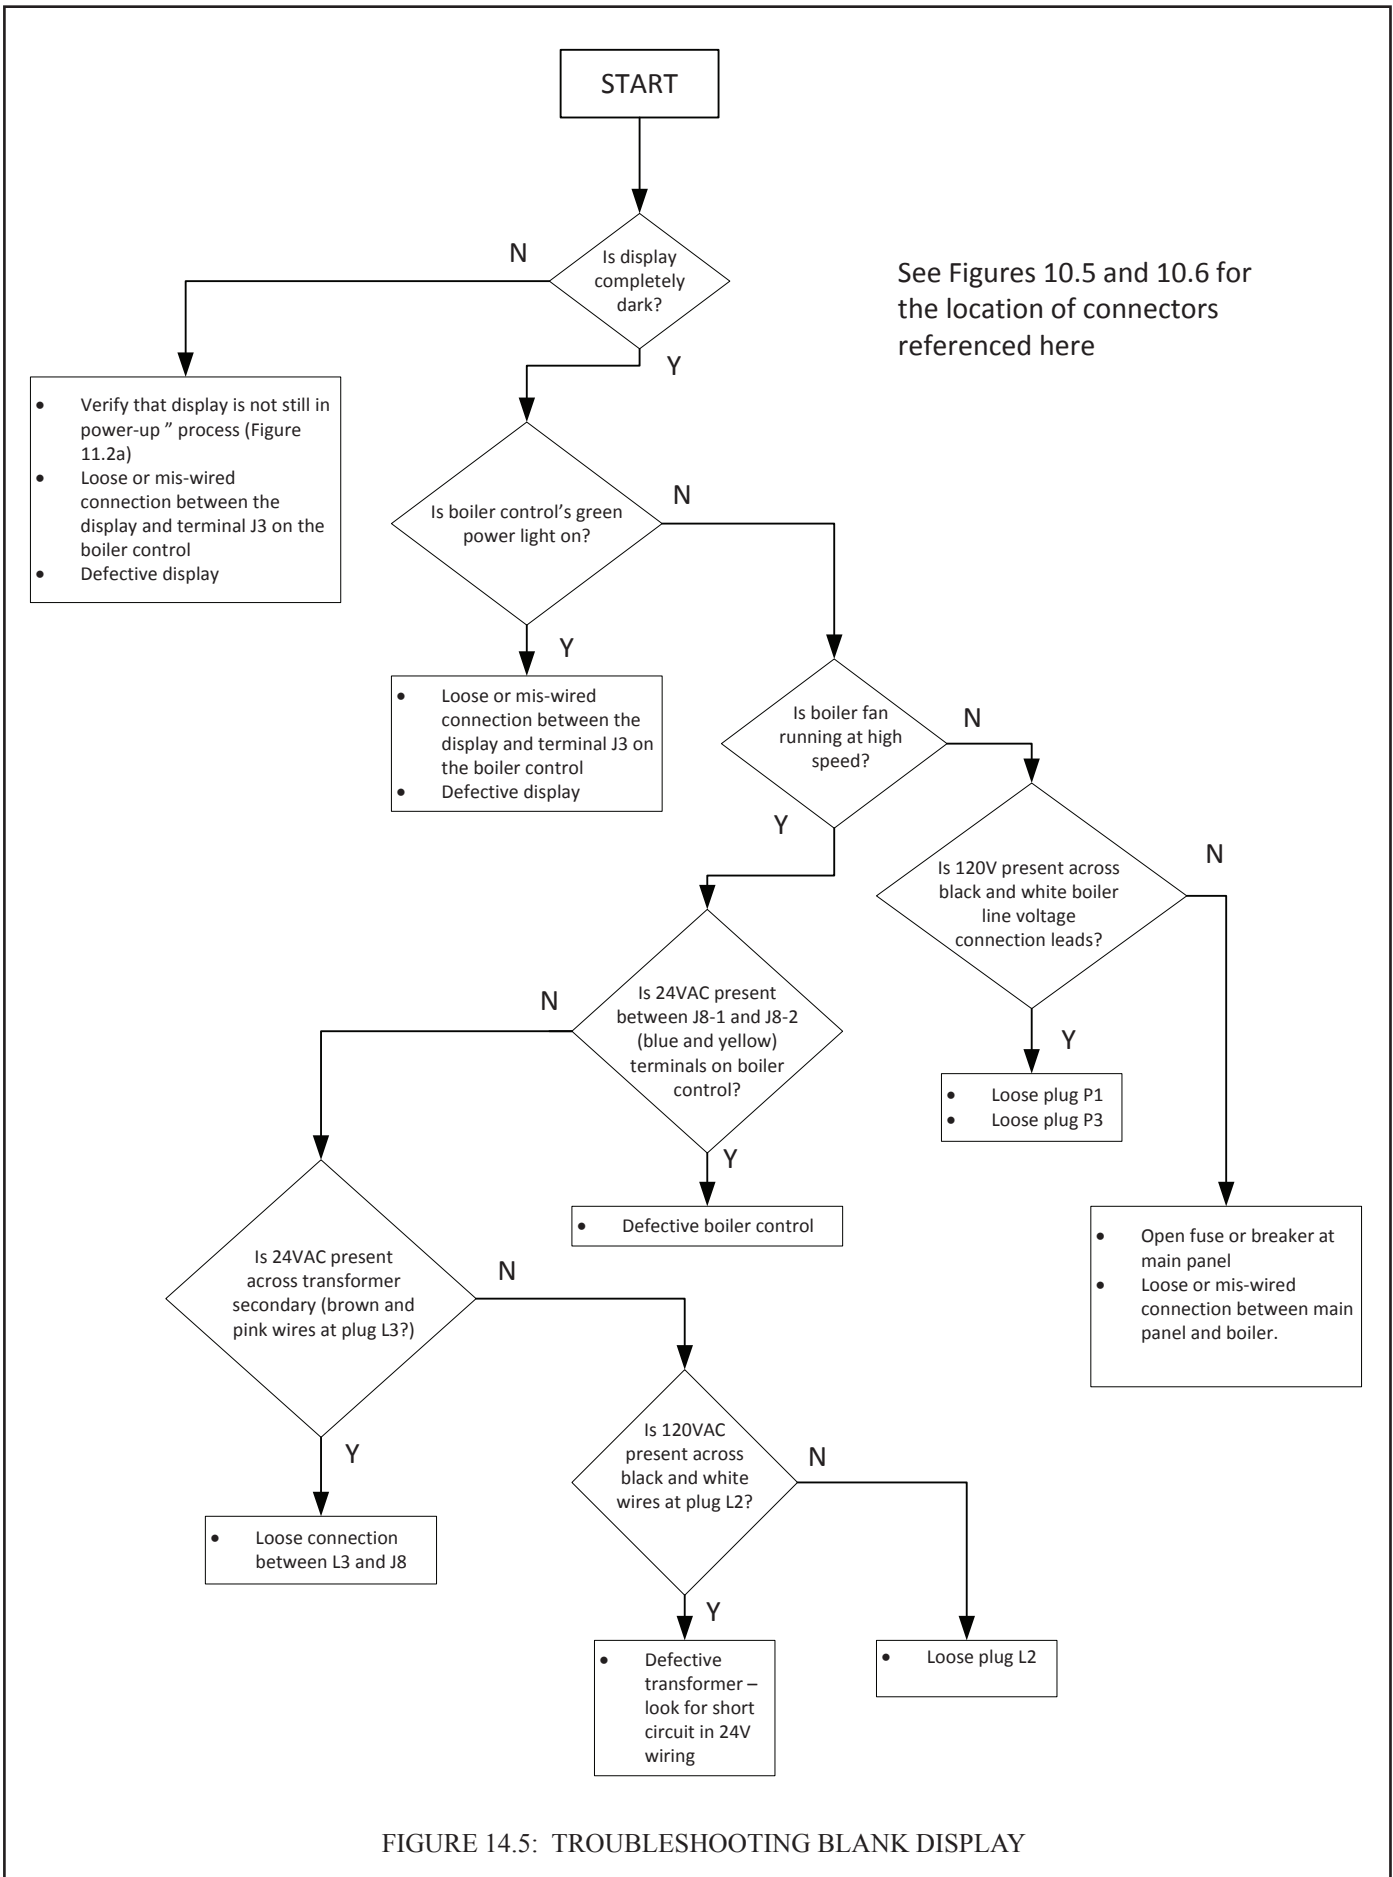 START
Is display
completely
dark?
N
Y
See Figures 10.5 and 10.6 for
the location of connectors
referenced here
• Verify that display is not still in
power-up ” process (Figure
11.2a)
• Loose or mis-wired
connection between the
display and terminal J3 on the
boiler control
• Defective display
Is boiler control’s green
power light on?
N
Y
• Loose or mis-wired
connection between the
display and terminal J3 on
the boiler control
• Defective display
Is boiler fan
running at high
speed?
N
Y
Is 120V present across
black and white boiler
line voltage
connection leads?
N
Y
Is 24VAC present
between J8-1 and J8-2
(blue and yellow)
terminals on boiler
control?
N
Y
• Loose plug P1
• Loose plug P3
• Defective boiler control
• Open fuse or breaker at
main panel
• Loose or mis-wired
connection between main
panel and boiler.
Is 24VAC present
across transformer
secondary (brown and
pink wires at plug L3?)
N
Y
Is 120VAC
present across
black and white
wires at plug L2?
N
Y
• Loose connection
between L3 and J8
• Defective
transformer –
look for short
circuit in 24V
wiring
• Loose plug L2
FIGURE 14.5: TROUBLESHOOTING BLANK DISPLAY